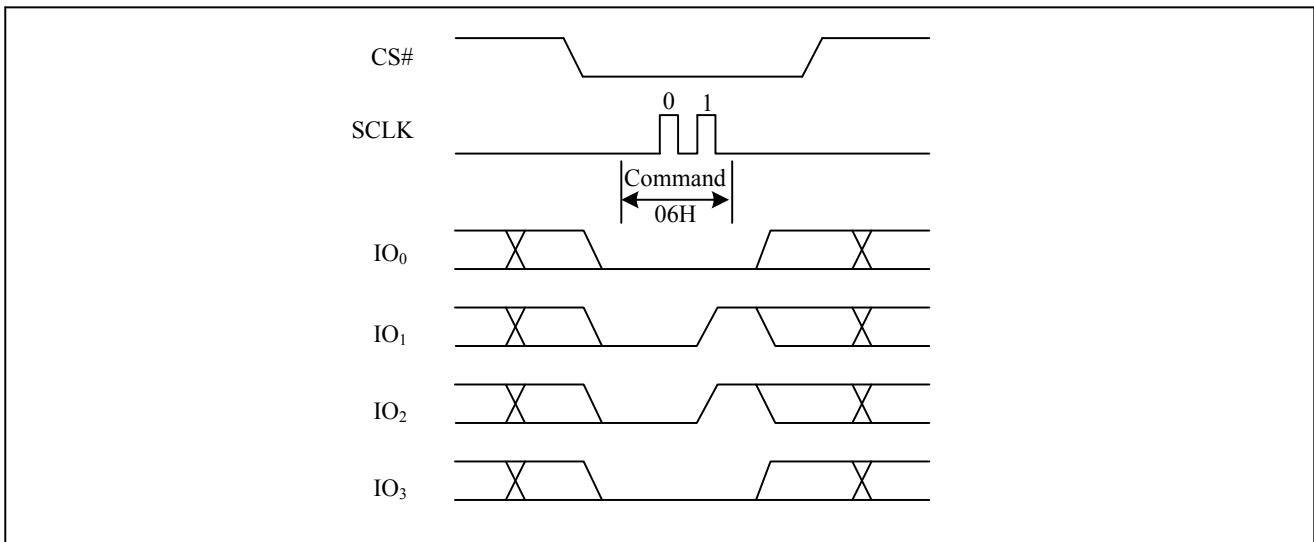 CS#
0 1
SCLK
Command
06H
IO₀
IO₁
IO₂
IO₃